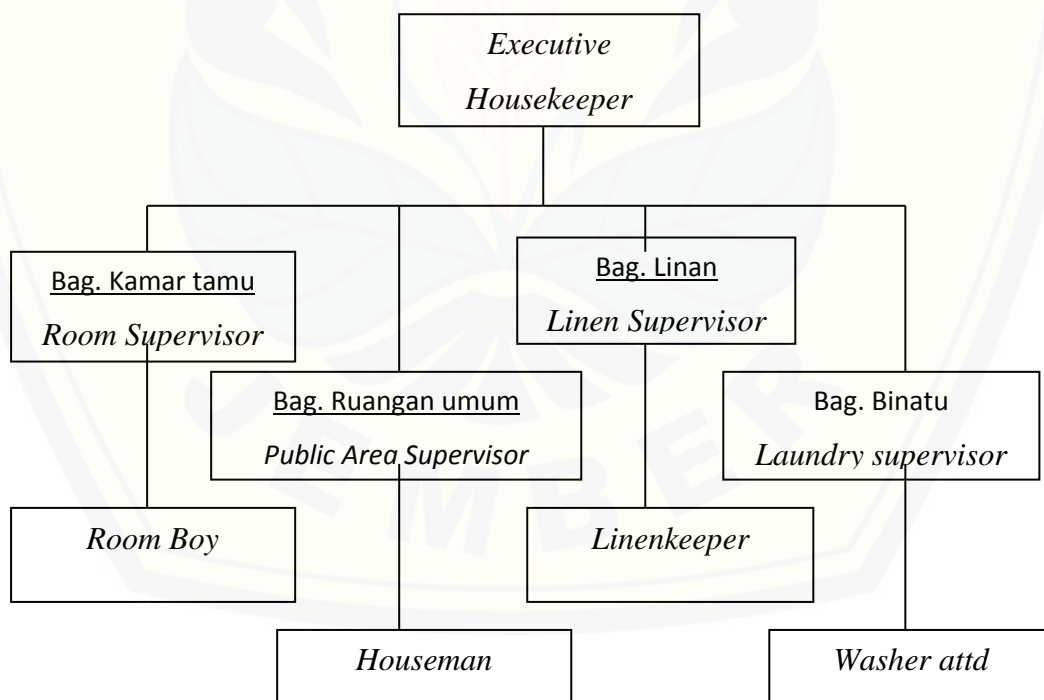 Executive
Housekeeper
Bag. Kamar tamu
Room Supervisor
Bag. Linan
Linen Supervisor
Bag. Ruangan umum
Public Area Supervisor
Bag. Binatu
Laundry supervisor
Room Boy
Linenkeeper
Houseman
Washer attd
JEMBER